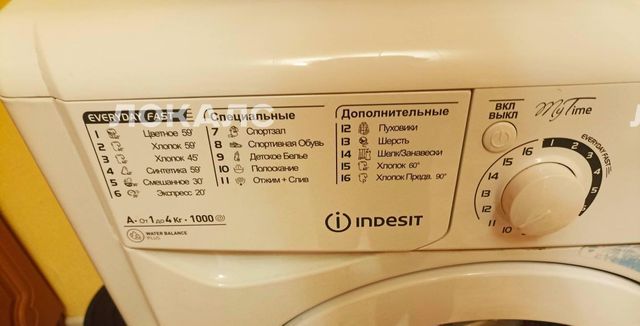 EVERYDAY FAST
1 Цветное 59'
2 Хлопок 59'
3 Хлопок 45'
4 Синтетика 59'
5 Смешанное 30'
6 Экспресс 20'
Специальные
7 Спортзал
8 Спортивная Обувь
9 Детское Белье
10 Полоскание
11 Отжим + Слив
Дополнительные
12 Пуховики
13 Шерсть
14 Шелк/Занавески
15 Хлопок 60°
16 Хлопок Предв. 90°
A - От 1 до 4 Кг - 1000
WATER BALANCE
PLUS
INDESIT
ВКЛ
ВЫКЛ
My Time
EVERYDAY FAST
16 1 2
15 3
14 4
13
12
11 10
ЛОКАЛО